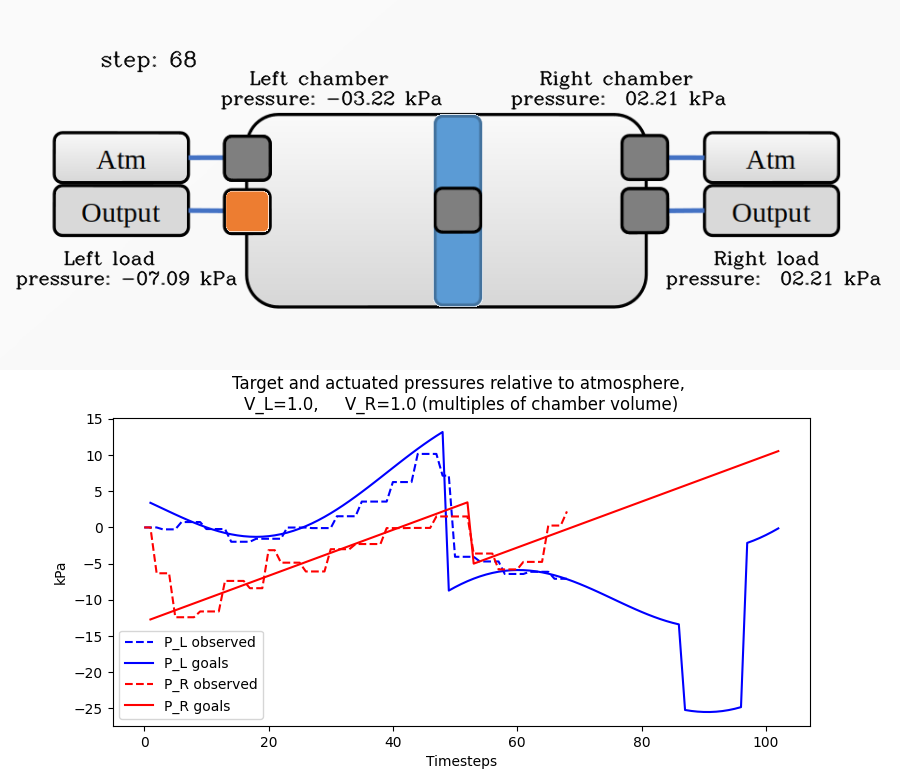 step: 68
Left chamber
pressure: -03.22 kPa
Right chamber
pressure:  02.21 kPa
Atm
Atm
Output
Output
Left load
pressure: -07.09 kPa
Right load
pressure:  02.21 kPa
Target and actuated pressures relative to atmosphere,
V_L=1.0,     V_R=1.0 (multiples of chamber volume)
15
10
5
0
−5
−10
−15
−20
−25
kPa
P_L observed
P_L goals
P_R observed
P_R goals
0 20 40 60 80 100
Timesteps